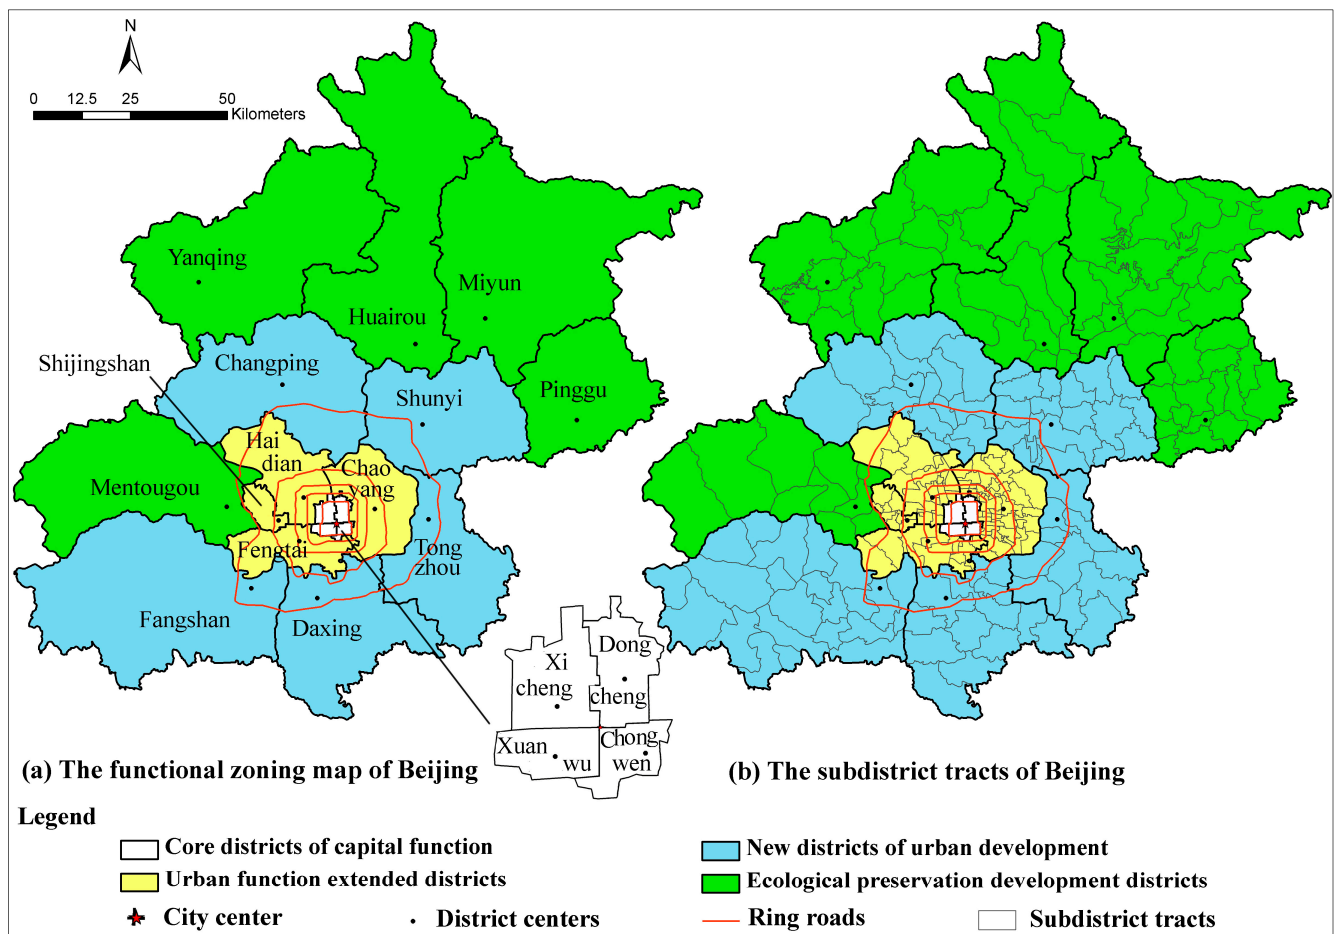 N
0 12.5 25 50
Kilometers
Yanqing
Miyun
Huairou
Shijingshan
Changping
Pinggu
Shunyi
Hai
dian
Chao
yang
Mentougou
Fengtai
Tong
zhou
Fangshan
Daxing
Dong
cheng
Xi
cheng
Xuan
wu
Chong
wen
(a) The functional zoning map of Beijing
(b) The subdistrict tracts of Beijing
Legend
Core districts of capital function
New districts of urban development
Urban function extended districts
Ecological preservation development districts
City center
District centers
Ring roads
Subdistrict tracts